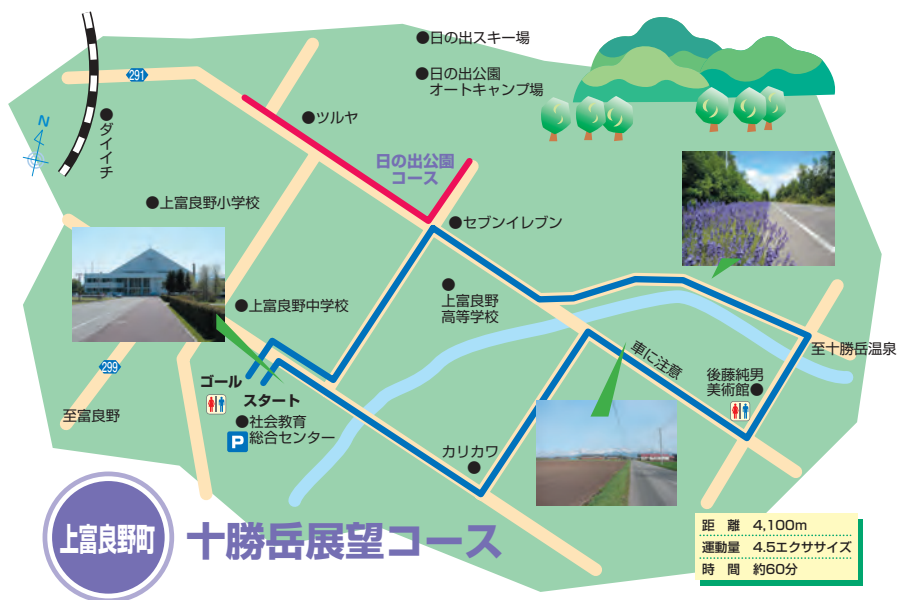 日の出スキー場
日の出公園
オートキャンプ場
291
ツルヤ
N
ダイイチ
日の出公園
コース
上富良野小学校
セブンイレブン
上富良野中学校
上富良野
高等学校
至十勝岳温泉
車に注意
299
ゴール
スタート
後藤純男
美術館
至富良野
社会教育
総合センター
P
カリカワ
上富良野町
十勝岳展望コース
距離 4,100m
運動量 4.5エクササイズ
時間 約60分